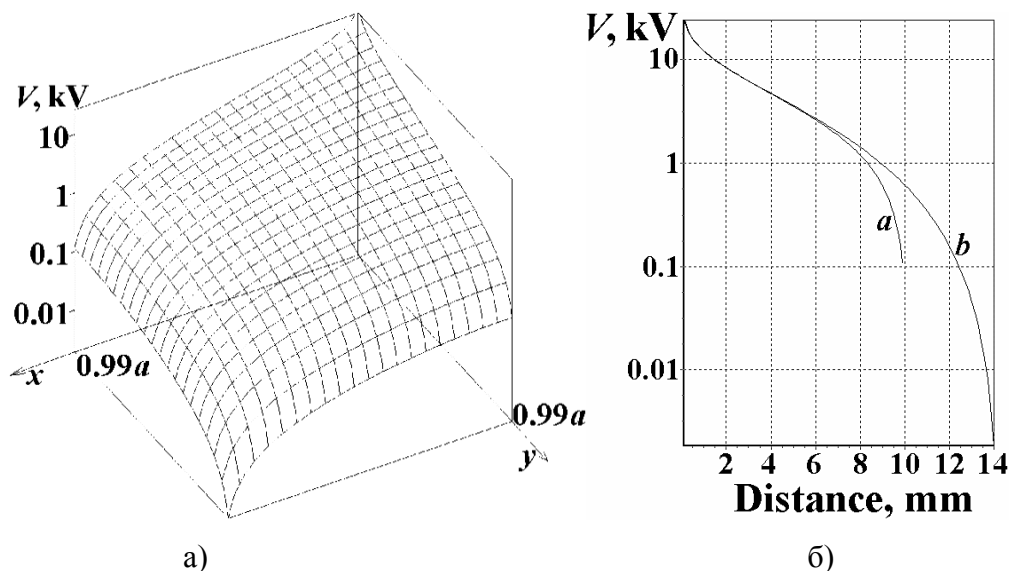 V, kV
10
1
0.1
0.01
x
0.99a
0.99a
y
а)
V, kV
10
1
0.1
0.01
a
b
2 4 6 8 10 12 14
Distance, mm
б)